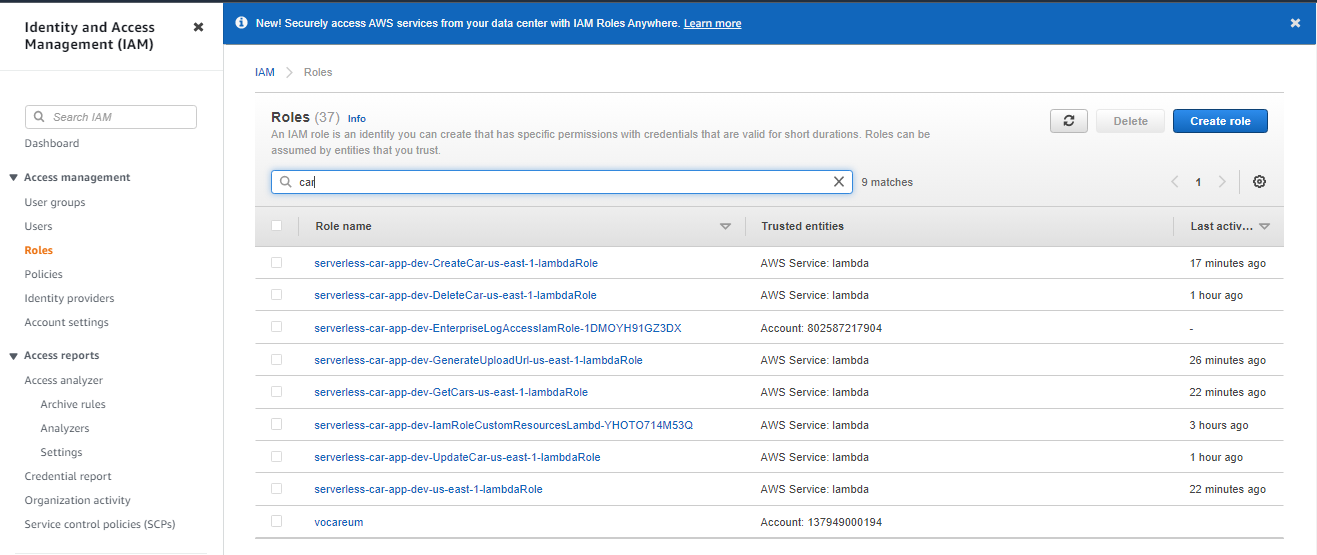 Identity and Access
Management (IAM)
New! Securely access AWS services from your data center with IAM Roles Anywhere. Learn more
Search IAM
Dashboard
Access management
User groups
Users
Roles
Policies
Identity providers
Account settings
Access reports
Access analyzer
Archive rules
Analyzers
Settings
Credential report
Organization activity
Service control policies (SCPs)
IAM > Roles
Roles (37) Info
An IAM role is an identity you can create that has specific permissions with credentials that are valid for short durations. Roles can be
assumed by entities that you trust.
Delete
Create role
car
9 matches
1
Role name Trusted entities Last activ...
serverless-car-app-dev-CreateCar-us-east-1-lambdaRole AWS Service: lambda 17 minutes ago
serverless-car-app-dev-DeleteCar-us-east-1-lambdaRole AWS Service: lambda 1 hour ago
serverless-car-app-dev-EnterpriseLogAccessIamRole-1DMOYH91GZ3DX Account: 802587217904 -
serverless-car-app-dev-GenerateUploadUrl-us-east-1-lambdaRole AWS Service: lambda 26 minutes ago
serverless-car-app-dev-GetCars-us-east-1-lambdaRole AWS Service: lambda 22 minutes ago
serverless-car-app-dev-IamRoleCustomResourcesLambd-YHOTO714M53Q AWS Service: lambda 3 hours ago
serverless-car-app-dev-UpdateCar-us-east-1-lambdaRole AWS Service: lambda 1 hour ago
serverless-car-app-dev-us-east-1-lambdaRole AWS Service: lambda 22 minutes ago
vocareum Account: 137949000194